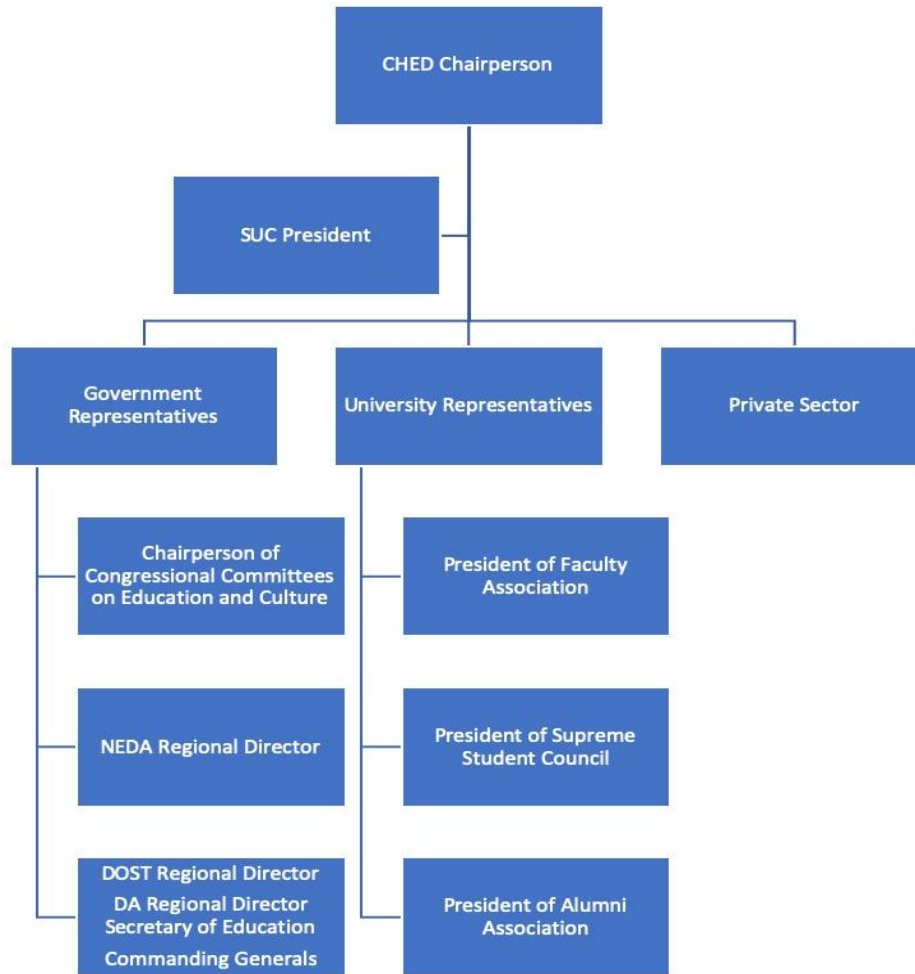 CHED Chairperson
SUC President
Government
Representatives
University Representatives
Private Sector
Chairperson of
Congressional Committees
on Education and Culture
President of Faculty
Association
NEDA Regional Director
President of Supreme
Student Council
DOST Regional Director
DA Regional Director
Secretary of Education
Commanding Generals
President of Alumni
Association